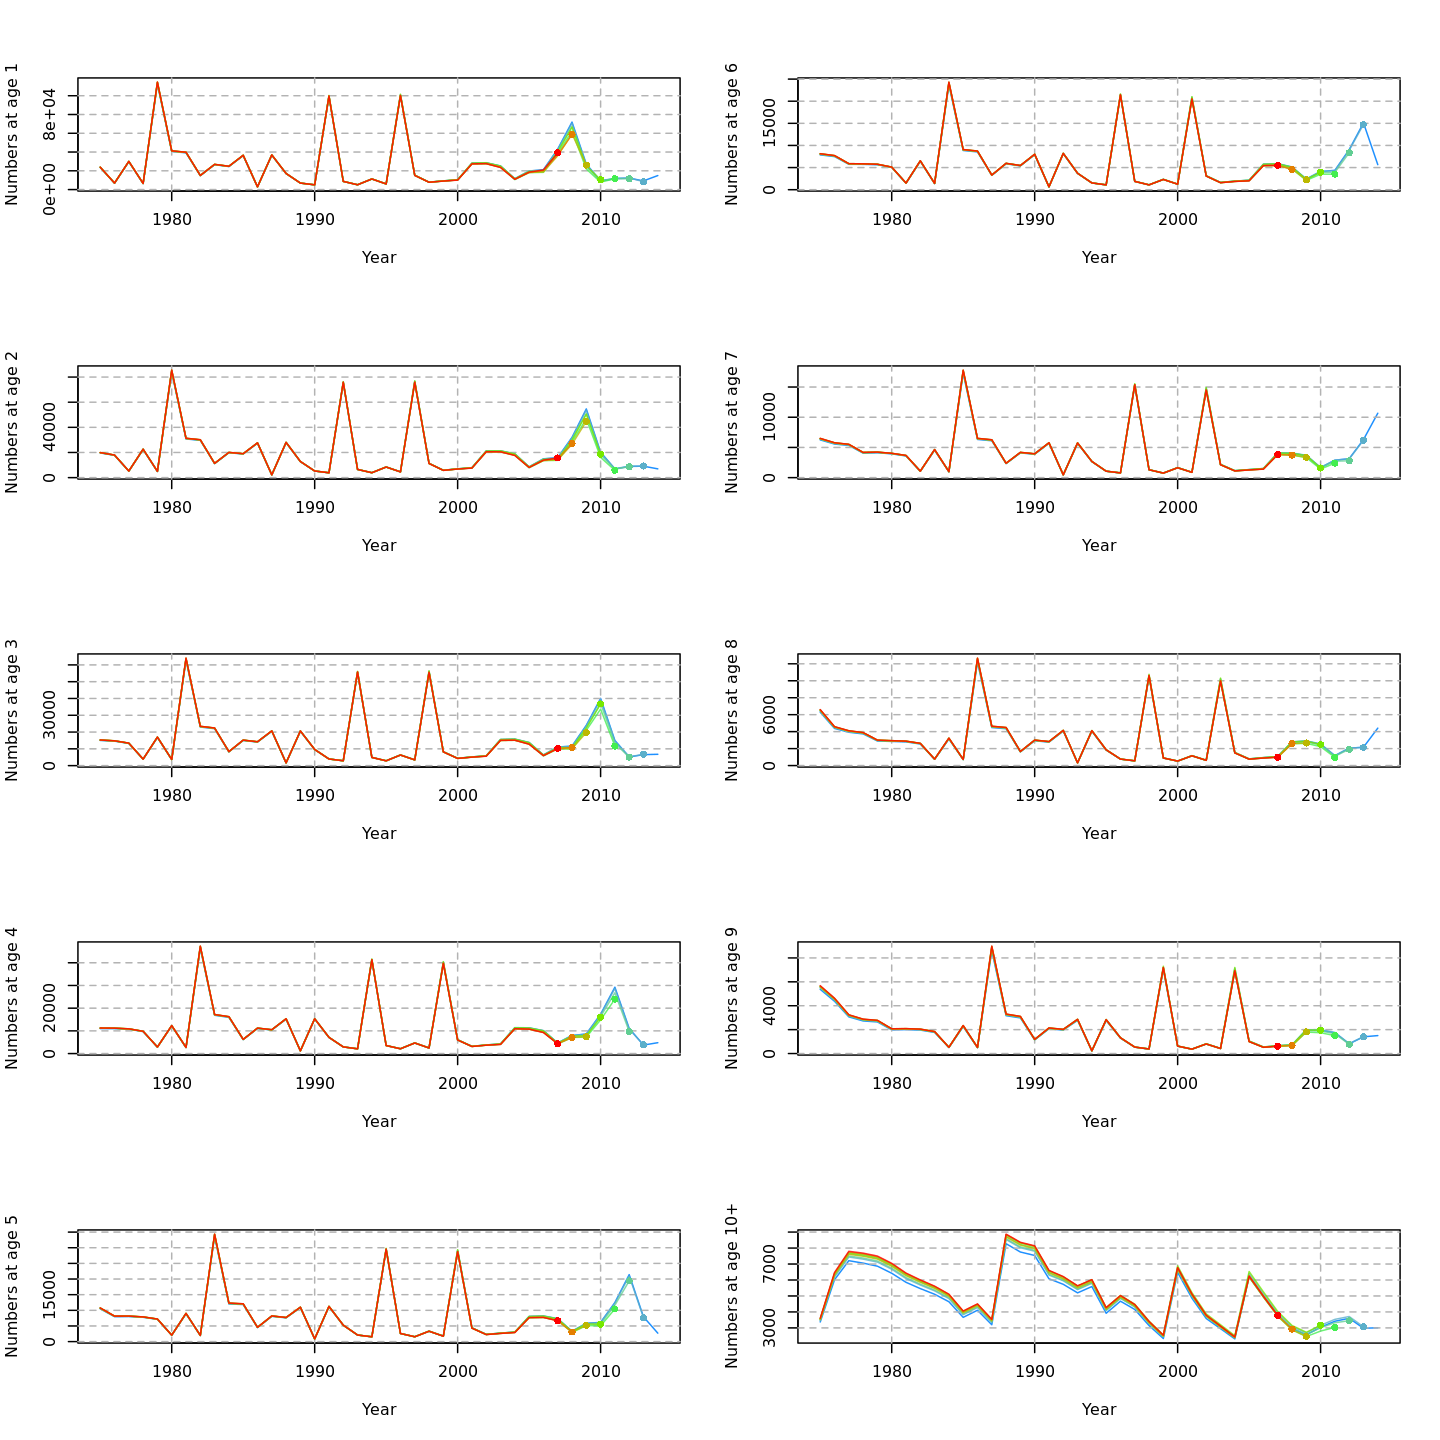 Numbers at age 1
0e+00 8e+04
1980 1990 2000 2010
Year
Numbers at age 6
0 15000
1980 1990 2000 2010
Year
Numbers at age 2
0 40000
1980 1990 2000 2010
Year
Numbers at age 7
0 10000
1980 1990 2000 2010
Year
Numbers at age 3
0 30000
1980 1990 2000 2010
Year
Numbers at age 8
0 6000
1980 1990 2000 2010
Year
Numbers at age 4
0 20000
1980 1990 2000 2010
Year
Numbers at age 9
0 4000
1980 1990 2000 2010
Year
Numbers at age 5
0 15000
1980 1990 2000 2010
Year
Numbers at age 10+
3000 7000
1980 1990 2000 2010
Year